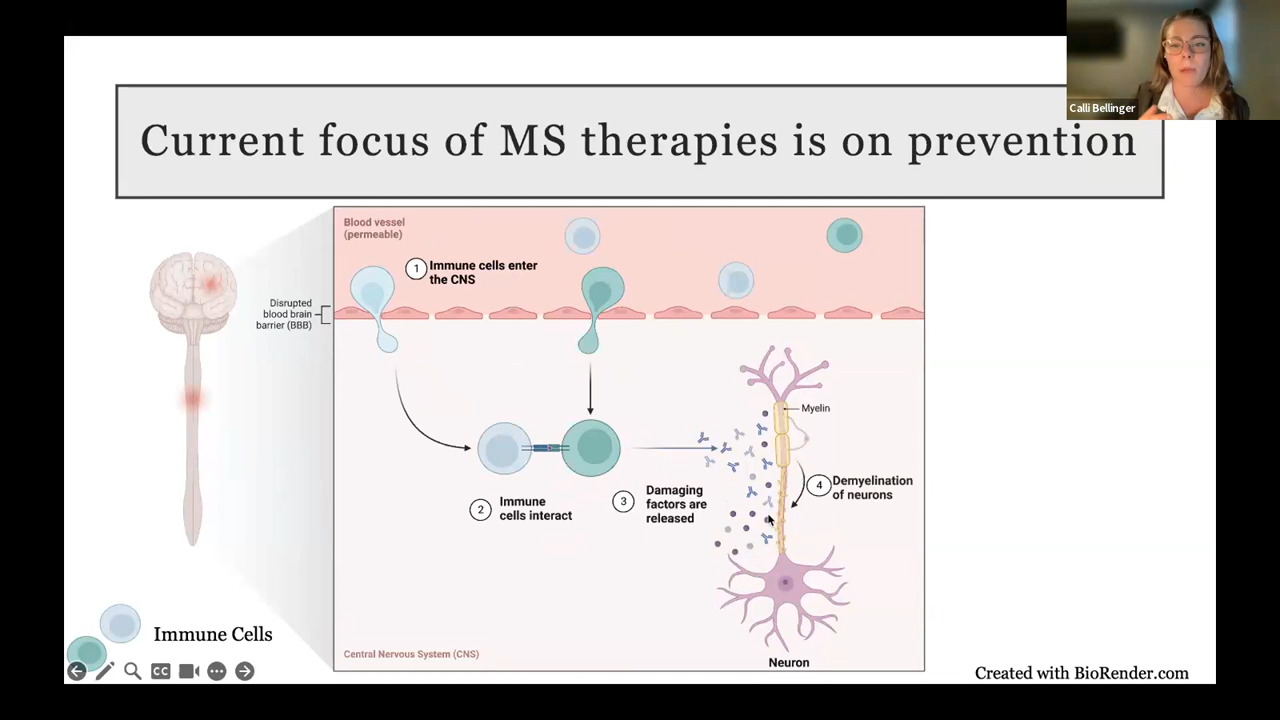 Calli Bellinger
Current focus of MS therapies is on prevention
Blood vessel
(permeable)
1
Immune cells enter
the CNS
Disrupted
blood brain
barrier (BBB)
Myelin
4
Demyelination
of neurons
2
Immune
cells interact
3
Damaging
factors are
released
Immune Cells
Central Nervous System (CNS)
Neuron
CC
Created with BioRender.com